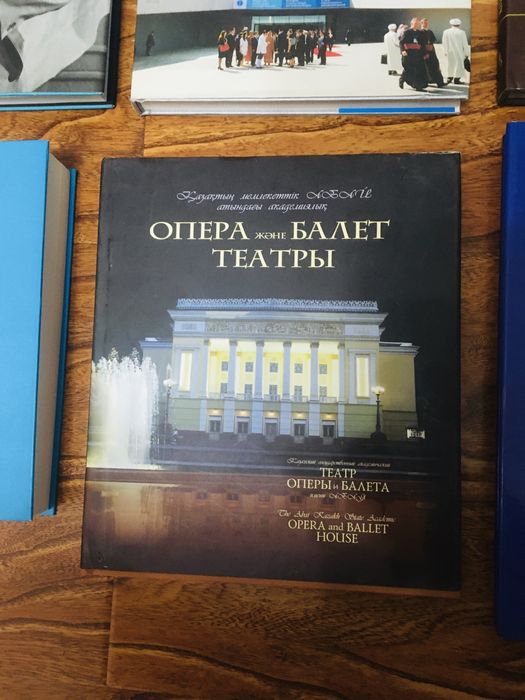 Қазақтың мемлекеттік АБАЙ
атындағы академиялық
ОПЕРА ЖӘНЕ БАЛЕТ
ТЕАТРЫ
Казахский государственный академический
ТЕАТР
ОПЕРЫ и БАЛЕТА
имени АБАЯ
The Abai Kazakh State Academic
OPERA and BALLET
HOUSE